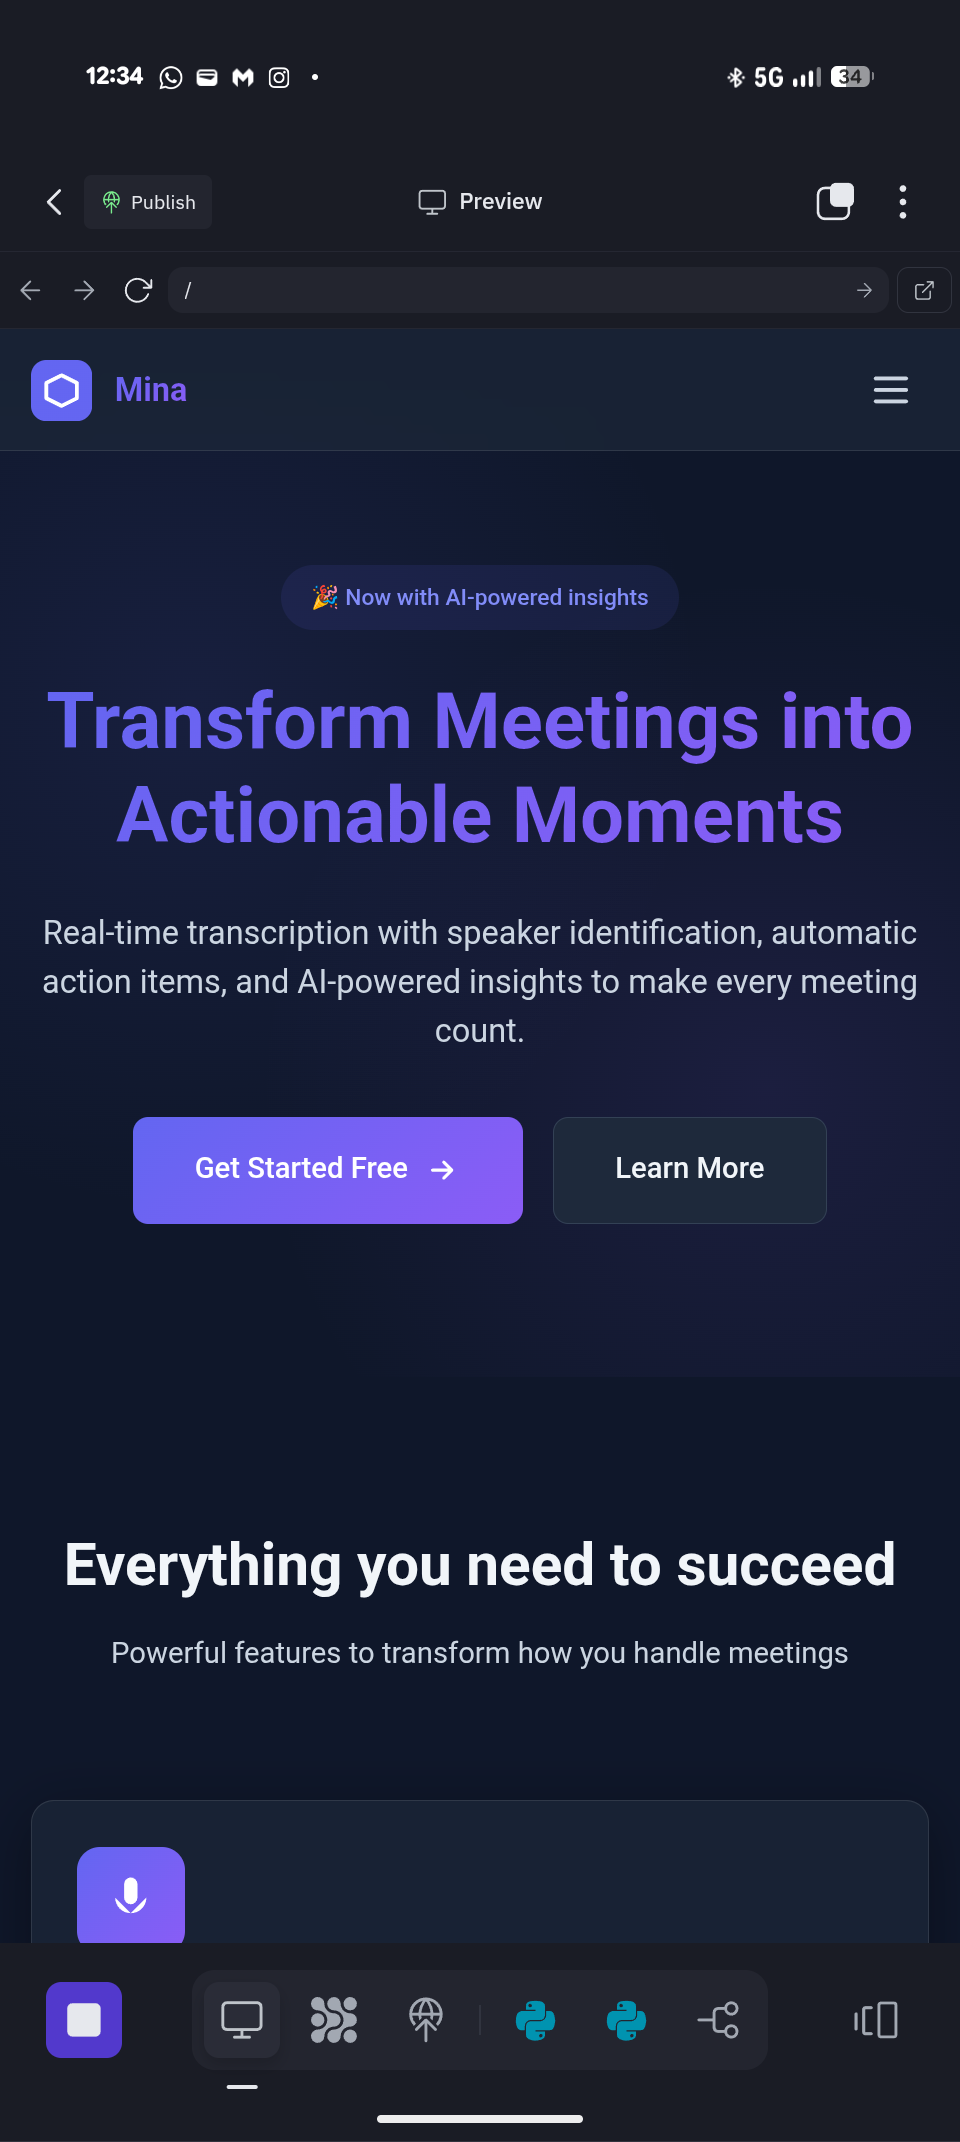 12:34
5G
34
Publish
Preview
/
Mina
🎉 Now with AI-powered insights
Transform Meetings into
Actionable Moments
Real-time transcription with speaker identification, automatic
action items, and AI-powered insights to make every meeting
count.
Get Started Free →
Learn More
Everything you need to succeed
Powerful features to transform how you handle meetings